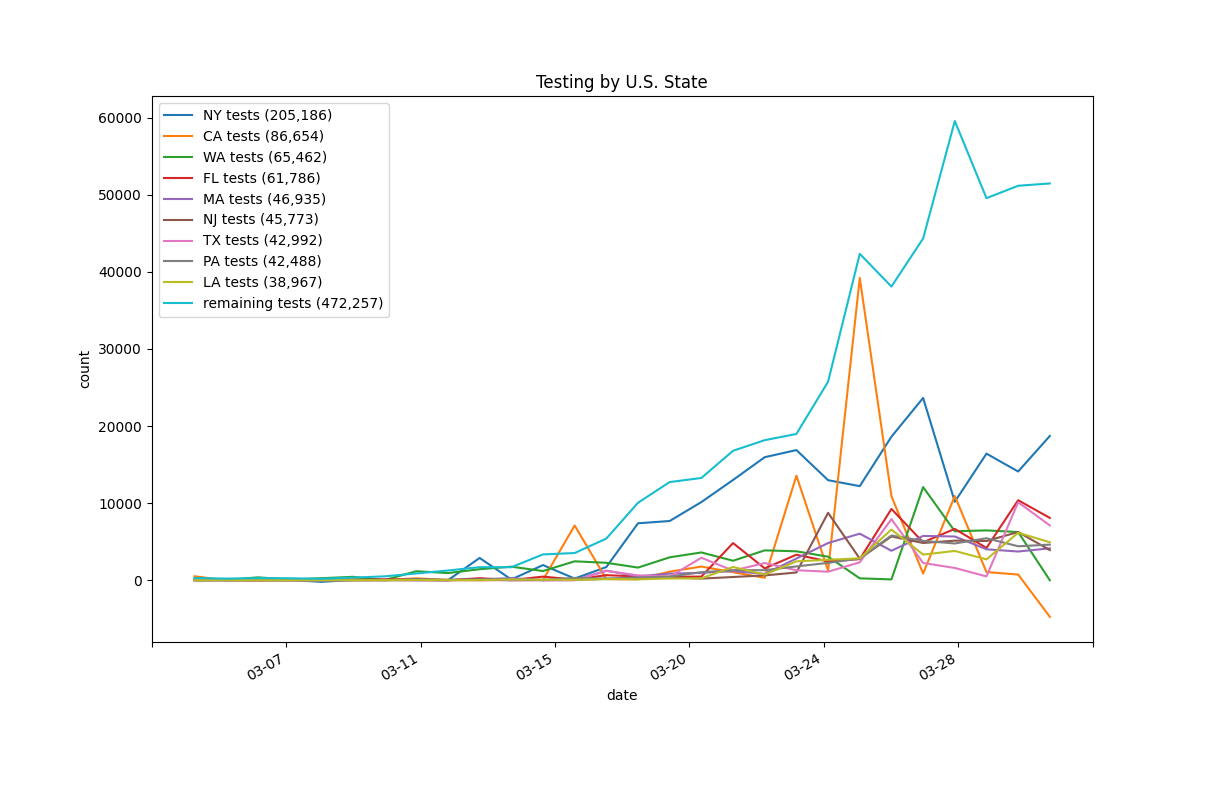 Testing by U.S. State
NY tests (205,186)
CA tests (86,654)
WA tests (65,462)
FL tests (61,786)
MA tests (46,935)
NJ tests (45,773)
TX tests (42,992)
PA tests (42,488)
LA tests (38,967)
remaining tests (472,257)
60000
50000
40000
30000
20000
10000
0
count
03-07 03-11 03-15 03-20 03-24 03-28
date